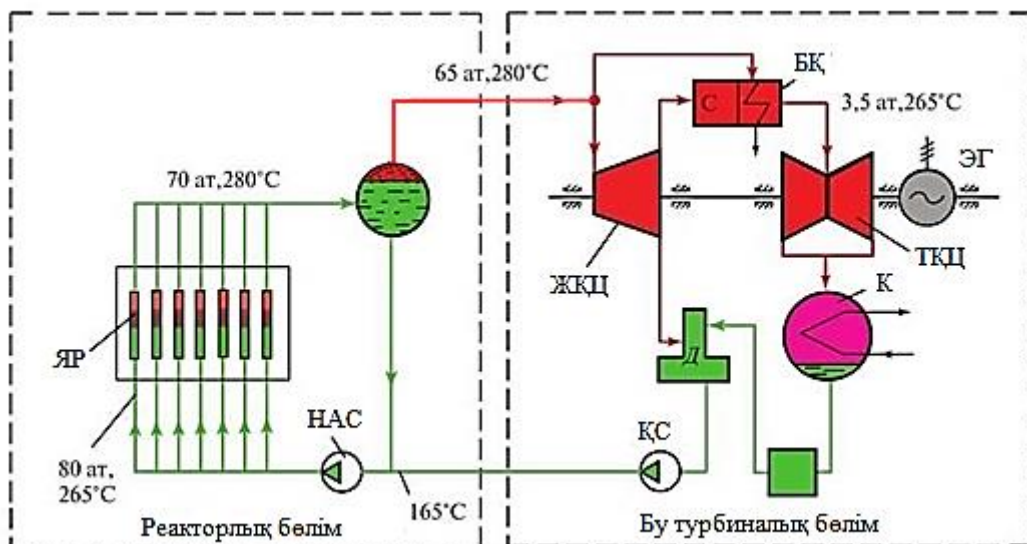 65 ат,280°С
БҚ
С
3,5 ат,265°С
ЭГ
70 ат,280°С
ЖҚЦ
ТҚЦ
К
Д
ЯР
НАС
ҚС
80 ат,
265°С
165°С
Реакторлық бөлім
Бу турбиналық бөлім